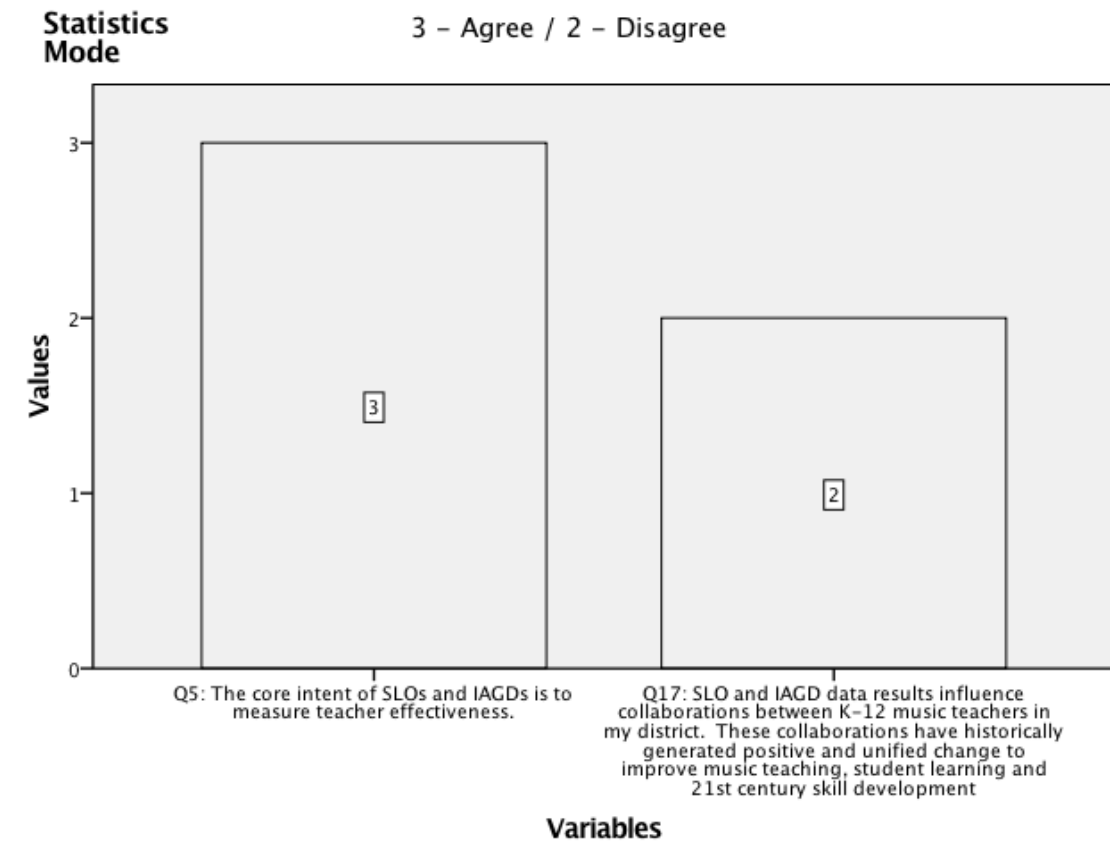 Statistics
Mode
3 – Agree / 2 – Disagree
Values
3
2
1
0
3
2
Q5: The core intent of SLOs and IAGDs is to
measure teacher effectiveness.
Q17: SLO and IAGD data results influence
collaborations between K–12 music teachers in
my district.  These collaborations have historically
generated positive and unified change to
improve music teaching, student learning and
21st century skill development
Variables